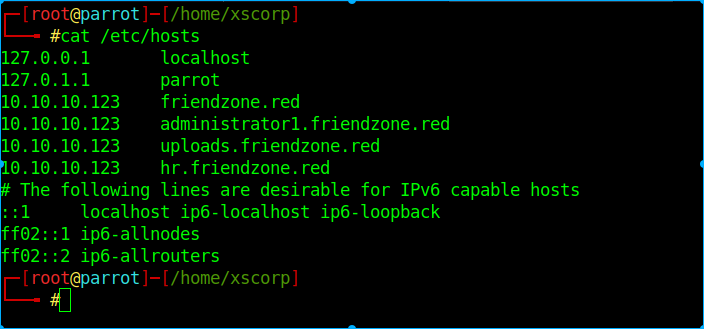 ┌─[root@parrot]─[/home/xscorp]
└──╼ #cat /etc/hosts
127.0.0.1       localhost
127.0.1.1       parrot
10.10.10.123    friendzone.red
10.10.10.123    administrator1.friendzone.red
10.10.10.123    uploads.friendzone.red
10.10.10.123    hr.friendzone.red
# The following lines are desirable for IPv6 capable hosts
::1     localhost ip6-localhost ip6-loopback
ff02::1 ip6-allnodes
ff02::2 ip6-allrouters
┌─[root@parrot]─[/home/xscorp]
└──╼ #